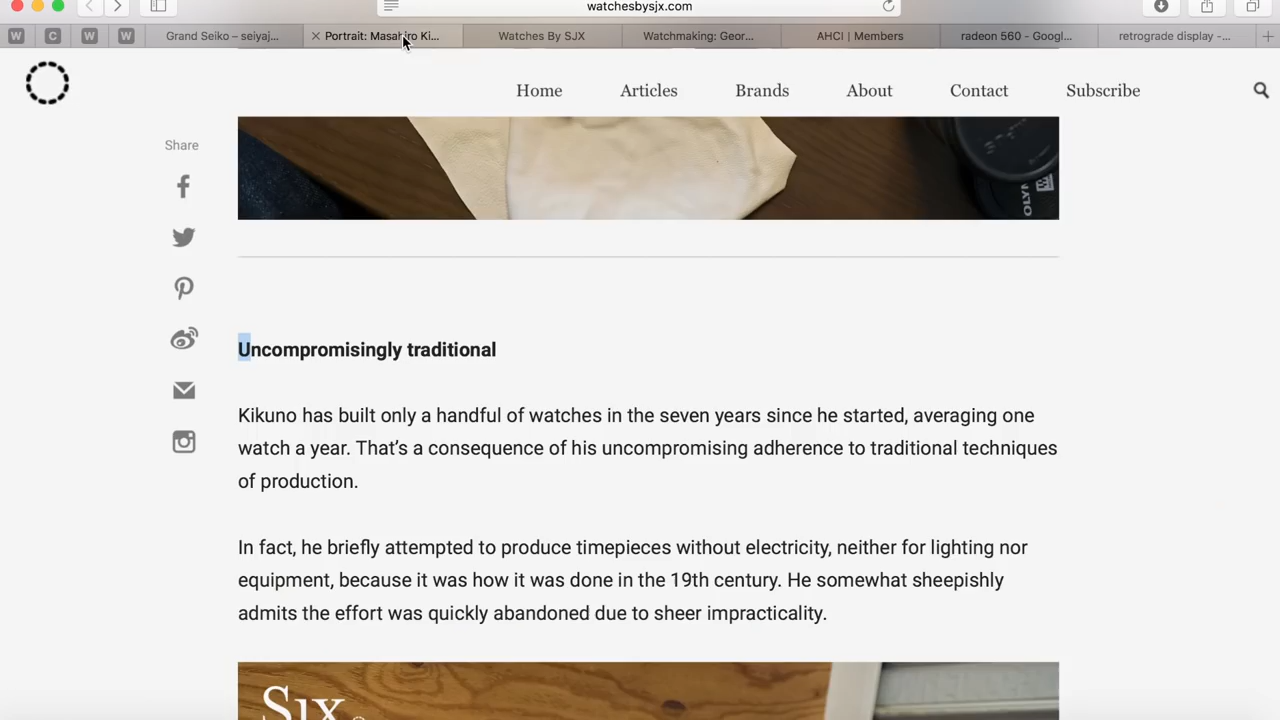 watchesbysjx.com
W
C
W
W
Grand Seiko – seiyaj...
Portrait: Masahiro Ki...
Watches By SJX
Watchmaking: Geor...
AHCI | Members
radeon 560 - Googl...
retrograde display -...
Home
Articles
Brands
About
Contact
Subscribe
Share
OLYM
Uncompromisingly traditional
Kikuno has built only a handful of watches in the seven years since he started, averaging one
watch a year. That’s a consequence of his uncompromising adherence to traditional techniques
of production.
In fact, he briefly attempted to produce timepieces without electricity, neither for lighting nor
equipment, because it was how it was done in the 19th century. He somewhat sheepishly
admits the effort was quickly abandoned due to sheer impracticality.
Six